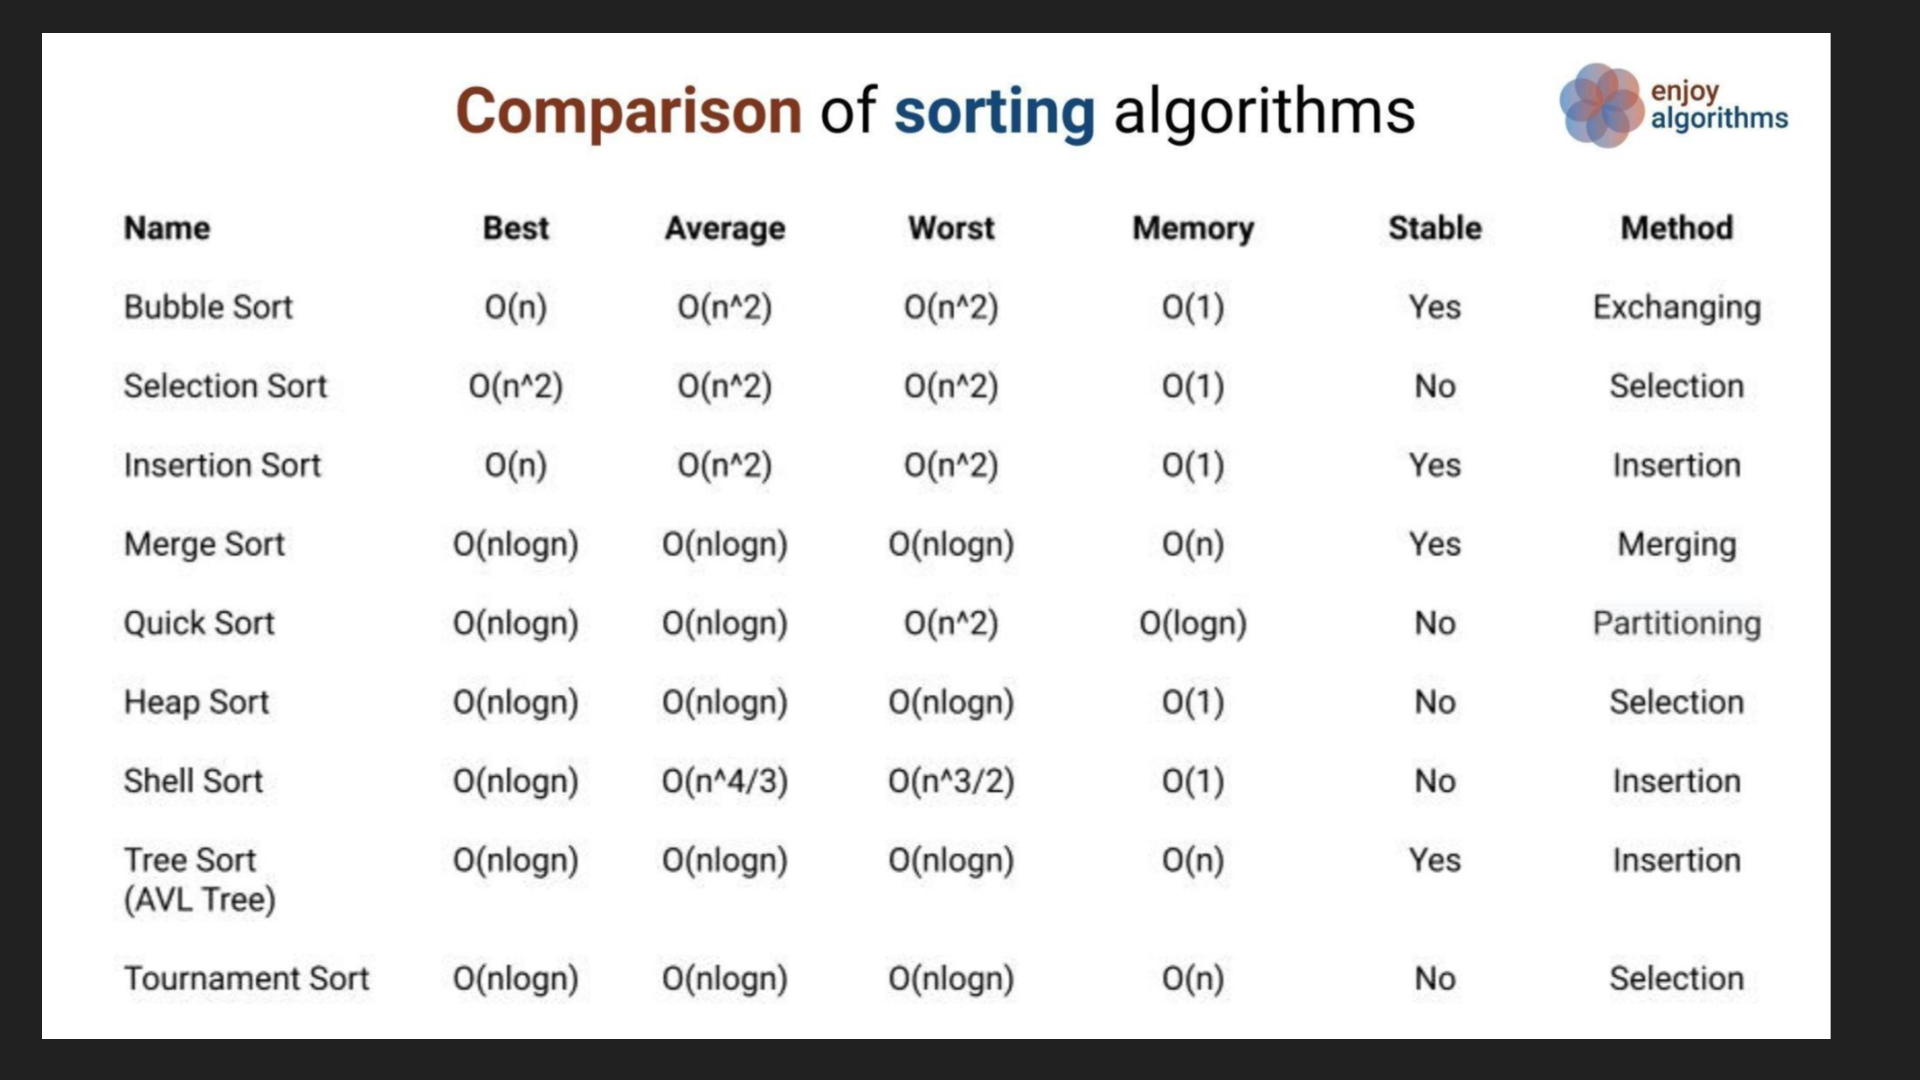 Comparison of sorting algorithms
enjoy
algorithms
Name Best Average Worst Memory Stable Method
Bubble Sort O(n) O(n^2) O(n^2) O(1) Yes Exchanging
Selection Sort O(n^2) O(n^2) O(n^2) O(1) No Selection
Insertion Sort O(n) O(n^2) O(n^2) O(1) Yes Insertion
Merge Sort O(nlogn) O(nlogn) O(nlogn) O(n) Yes Merging
Quick Sort O(nlogn) O(nlogn) O(n^2) O(logn) No Partitioning
Heap Sort O(nlogn) O(nlogn) O(nlogn) O(1) No Selection
Shell Sort O(nlogn) O(n^4/3) O(n^3/2) O(1) No Insertion
Tree Sort O(nlogn) O(nlogn) O(nlogn) O(n) Yes Insertion
(AVL Tree)
Tournament Sort O(nlogn) O(nlogn) O(nlogn) O(n) No Selection